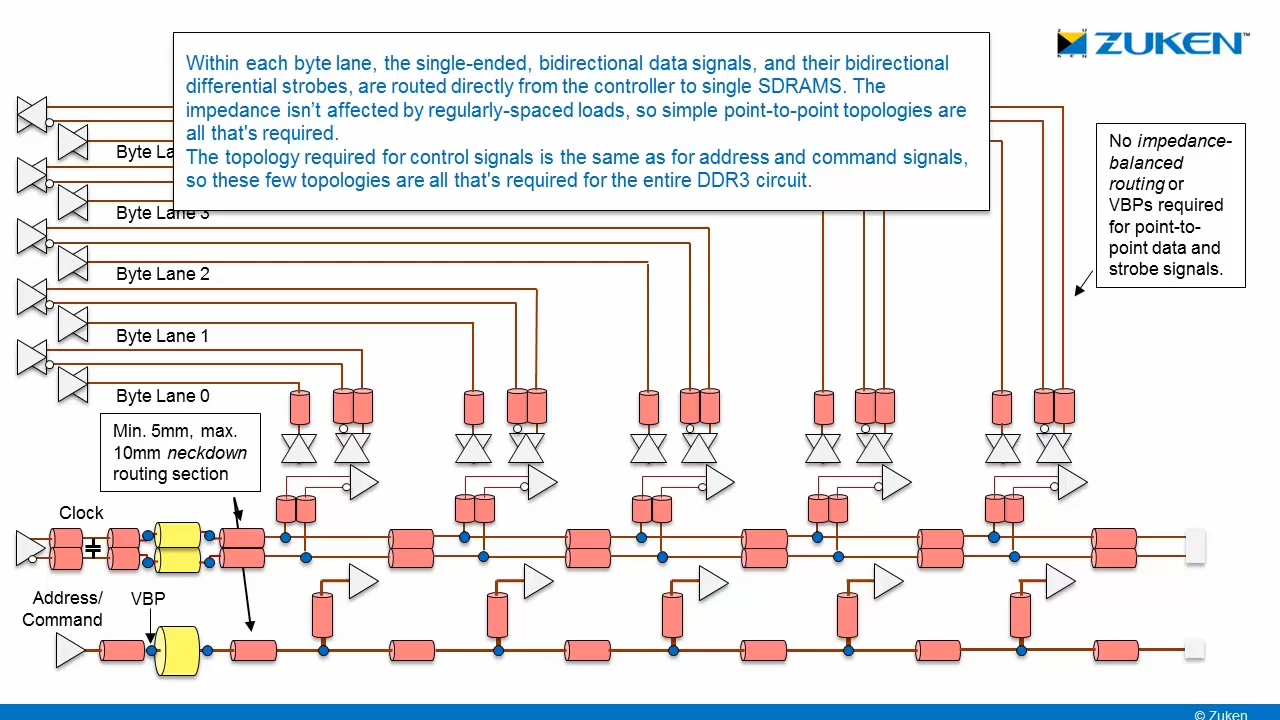 ZUKEN™
Within each byte lane, the single-ended, bidirectional data signals, and their bidirectional
differential strobes, are routed directly from the controller to single SDRAMS. The
impedance isn't affected by regularly-spaced loads, so simple point-to-point topologies are
all that's required.
The topology required for control signals is the same as for address and command signals,
so these few topologies are all that's required for the entire DDR3 circuit.
No impedance-
balanced
routing or
VBPs required
for point-to-
point data and
strobe signals.
Byte La
Byte Lane 3
Byte Lane 2
Byte Lane 1
Byte Lane 0
Min. 5mm, max.
10mm neckdown
routing section
Clock
Address/
Command
VBP
© Zuken